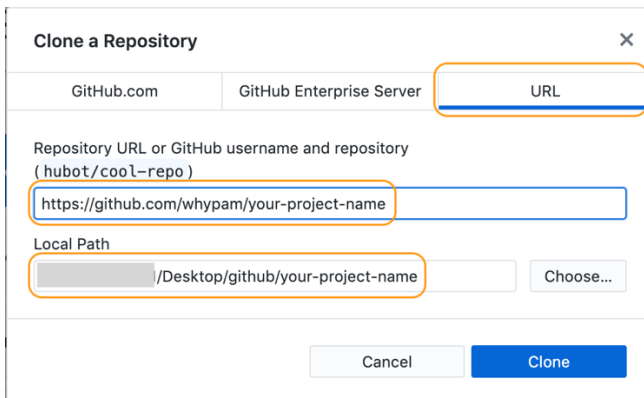 Clone a Repository
GitHub.com
GitHub Enterprise Server
URL
Repository URL or GitHub username and repository
(hubot/cool-repo)
https://github.com/whypam/your-project-name
Local Path
/Desktop/github/your-project-name
Choose...
Cancel
Clone